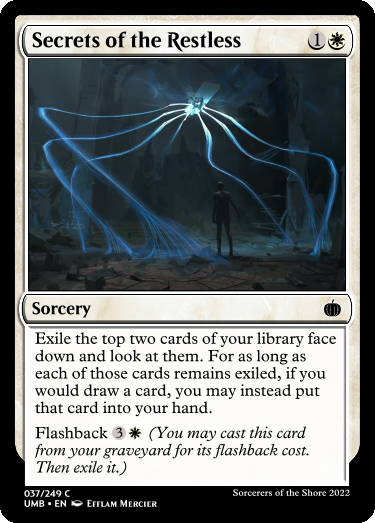 Secrets of the Restless 1
Sorcery
Exile the top two cards of your library face
down and look at them. For as long as
each of those cards remains exiled, if you
would draw a card, you may instead put
that card into your hand.
Flashback 3 (You may cast this card
from your graveyard for its flashback cost.
Then exile it.)
037/249 C
UMB • EN Efflam Mercier
Sorcerers of the Shore 2022